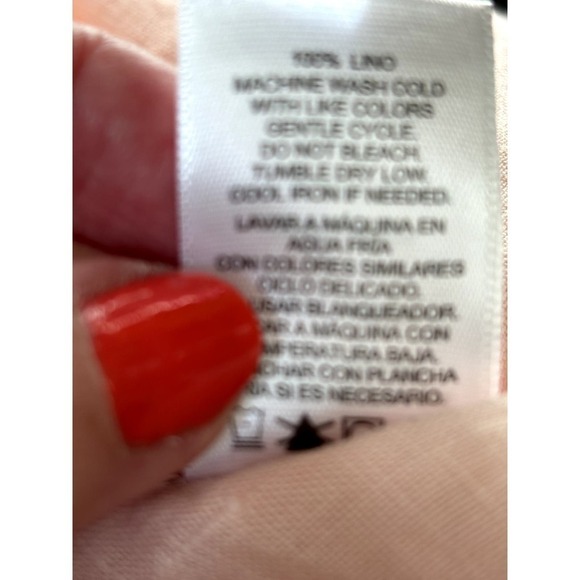 100% LINO
MACHINE WASH COLD
WITH LIKE COLORS
GENTLE CYCLE.
DO NOT BLEACH.
TUMBLE DRY LOW.
COOL IRON IF NEEDED.
LAVAR A MÁQUINA EN
AGUA FRÍA
CON COLORES SIMILARES
CICLO DELICADO.
BLANQUEADOR.
A MÁQUINA CON
BAJA.
CON PLANCHA
SI ES NECESARIO.